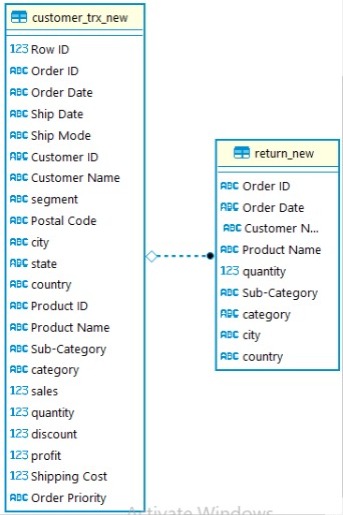 customer_trx_new
123 Row ID
ABC Order ID
ABC Order Date
ABC Ship Date
ABC Ship Mode
ABC Customer ID
ABC Customer Name
ABC segment
ABC Postal Code
ABC city
ABC state
ABC country
ABC Product ID
ABC Product Name
ABC Sub-Category
ABC category
123 sales
123 quantity
123 discount
123 profit
123 Shipping Cost
ABC Order Priority
return_new
ABC Order ID
ABC Order Date
ABC Customer N...
ABC Product Name
123 quantity
ABC Sub-Category
ABC category
ABC city
ABC country
Activate Windows